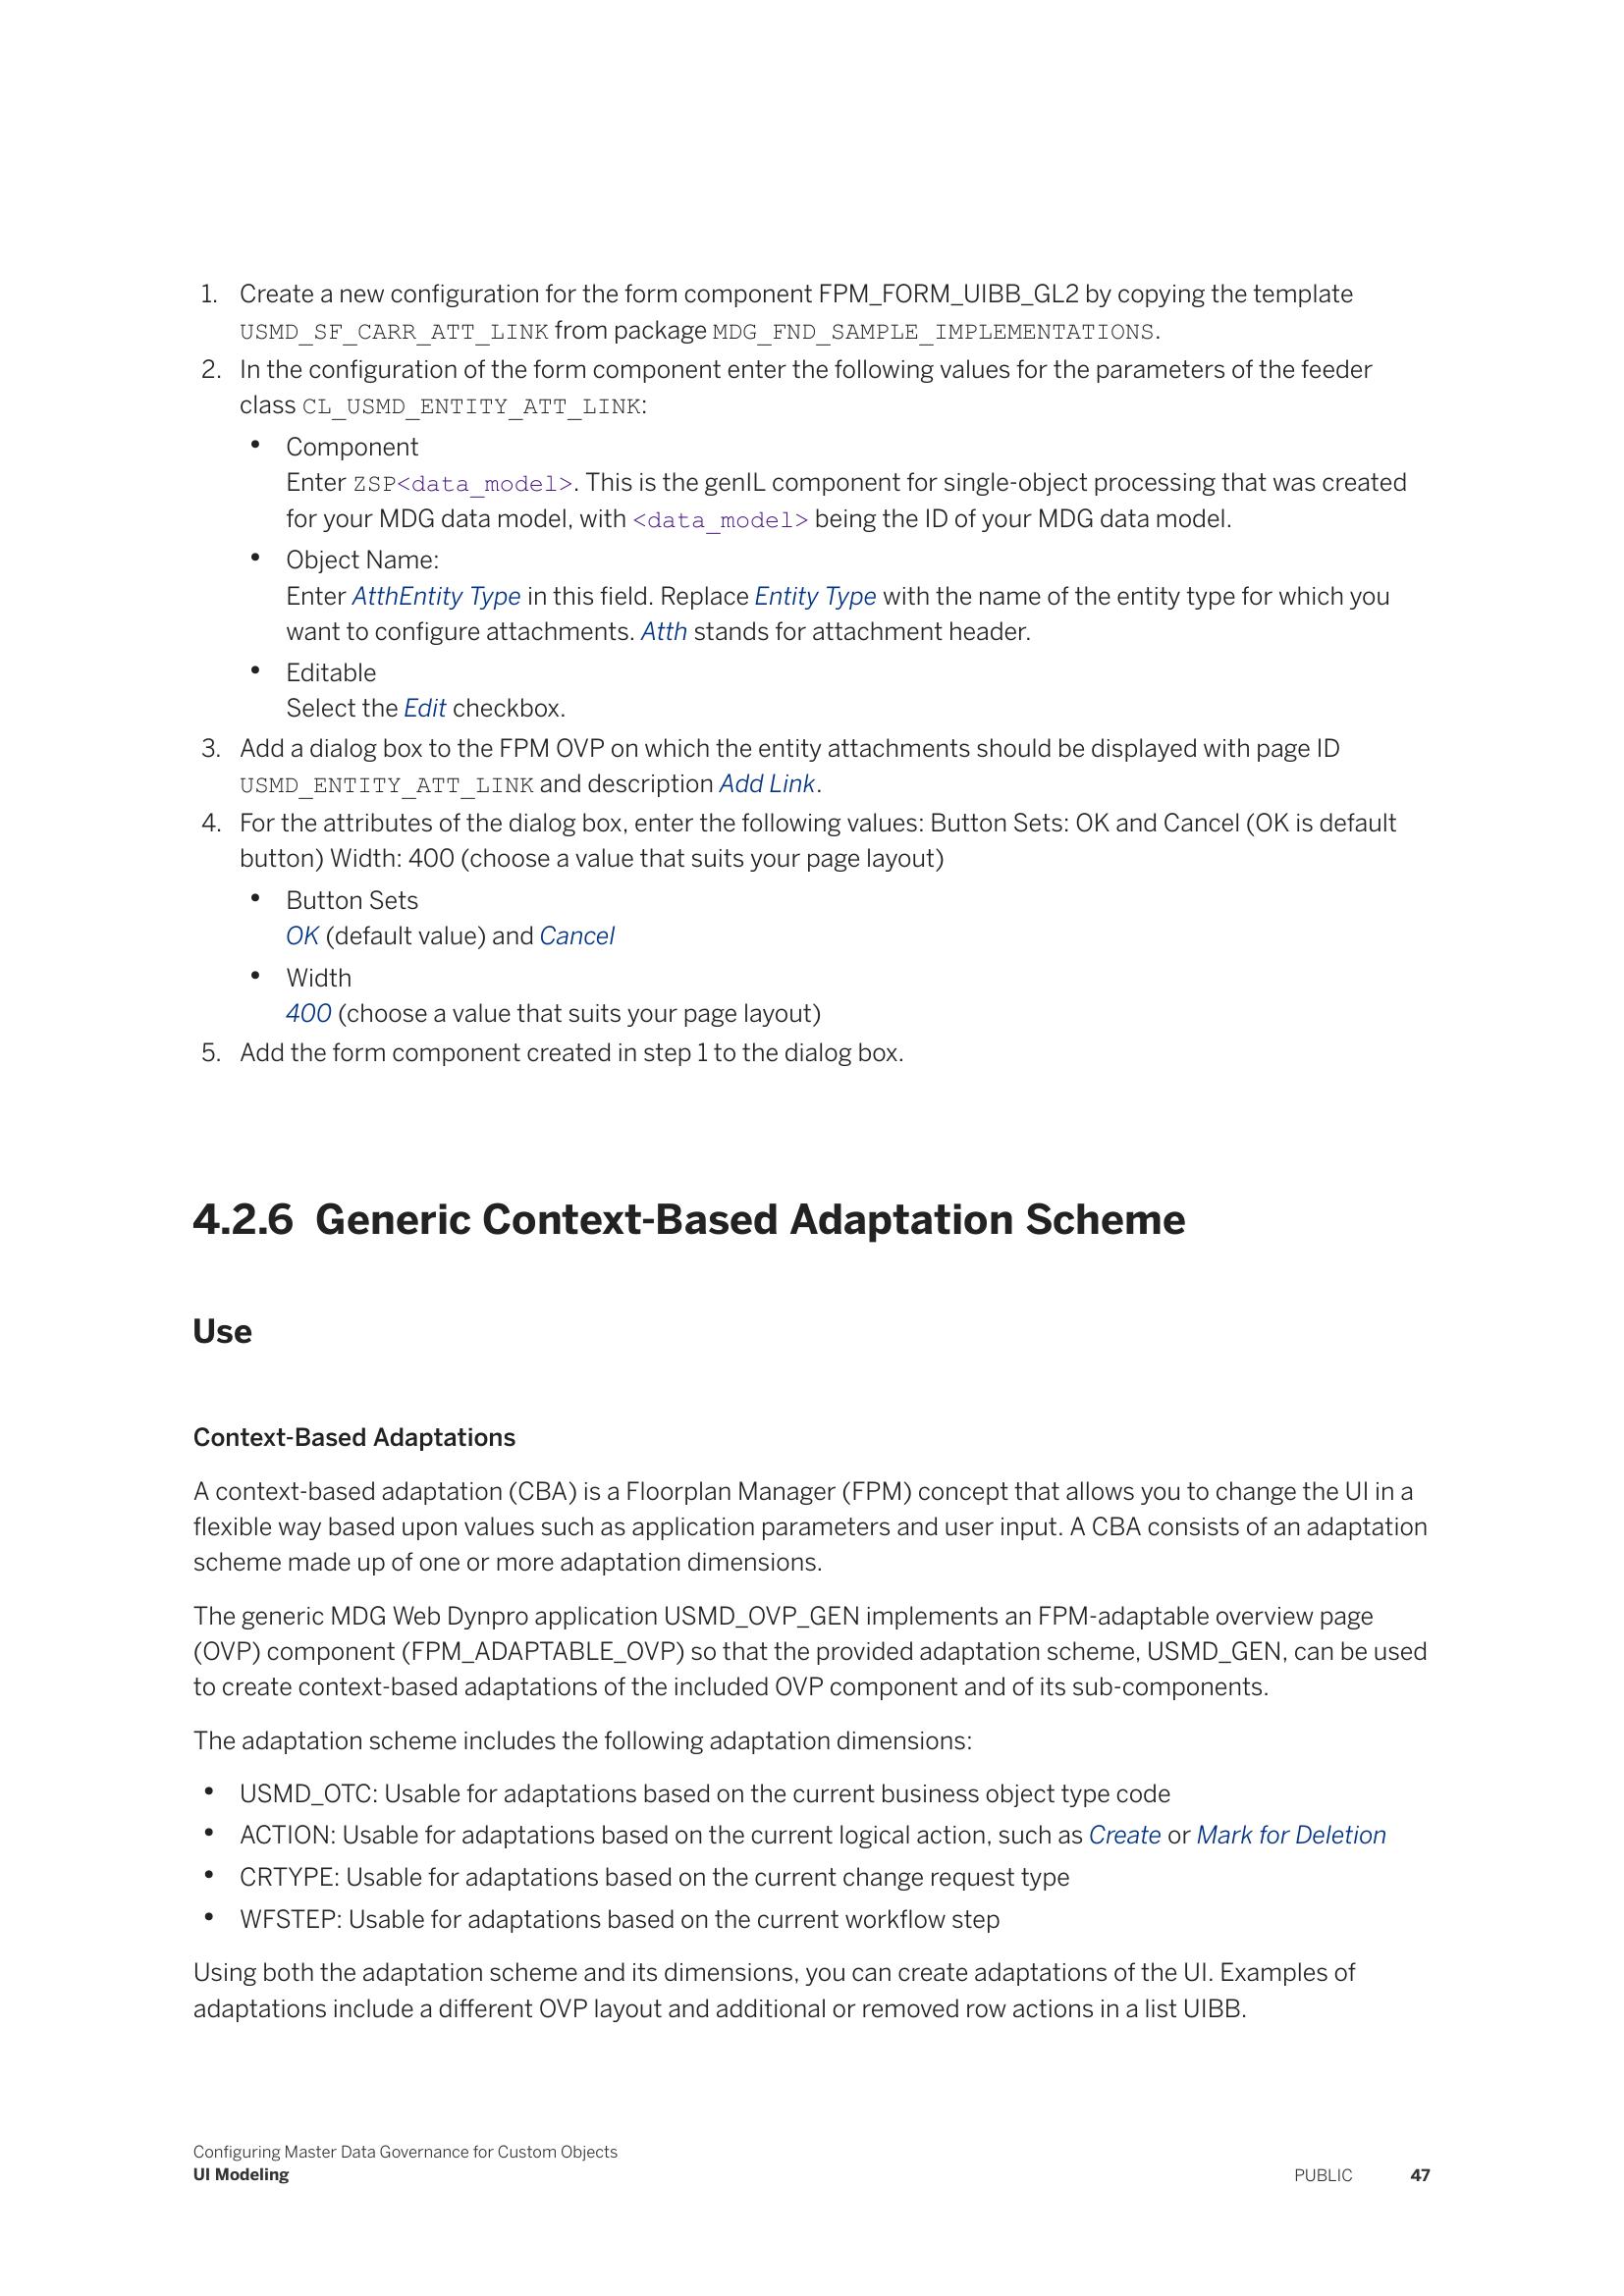 1. Create a new configuration for the form component FPM_FORM_UIBB_GL2 by copying the template
USMD_SF_CARR_ATT_LINK from package MDG_FND_SAMPLE_IMPLEMENTATIONS.
2. In the configuration of the form component enter the following values for the parameters of the feeder
class CL_USMD_ENTITY_ATT_LINK:
• Component
Enter ZSP<data_model>. This is the genIL component for single-object processing that was created
for your MDG data model, with <data_model> being the ID of your MDG data model.
• Object Name:
Enter AtthEntity Type in this field. Replace Entity Type with the name of the entity type for which you
want to configure attachments. Atth stands for attachment header.
• Editable
Select the Edit checkbox.
3. Add a dialog box to the FPM OVP on which the entity attachments should be displayed with page ID
USMD_ENTITY_ATT_LINK and description Add Link.
4. For the attributes of the dialog box, enter the following values: Button Sets: OK and Cancel (OK is default
button) Width: 400 (choose a value that suits your page layout)
• Button Sets
OK (default value) and Cancel
• Width
400 (choose a value that suits your page layout)
5. Add the form component created in step 1 to the dialog box.
4.2.6 Generic Context-Based Adaptation Scheme
Use
Context-Based Adaptations
A context-based adaptation (CBA) is a Floorplan Manager (FPM) concept that allows you to change the UI in a
flexible way based upon values such as application parameters and user input. A CBA consists of an adaptation
scheme made up of one or more adaptation dimensions.
The generic MDG Web Dynpro application USMD_OVP_GEN implements an FPM-adaptable overview page
(OVP) component (FPM_ADAPTABLE_OVP) so that the provided adaptation scheme, USMD_GEN, can be used
to create context-based adaptations of the included OVP component and of its sub-components.
The adaptation scheme includes the following adaptation dimensions:
• USMD_OTC: Usable for adaptations based on the current business object type code
• ACTION: Usable for adaptations based on the current logical action, such as Create or Mark for Deletion
• CRTYPE: Usable for adaptations based on the current change request type
• WFSTEP: Usable for adaptations based on the current workflow step
Using both the adaptation scheme and its dimensions, you can create adaptations of the UI. Examples of
adaptations include a different OVP layout and additional or removed row actions in a list UIBB.
Configuring Master Data Governance for Custom Objects
UI Modeling PUBLIC 47